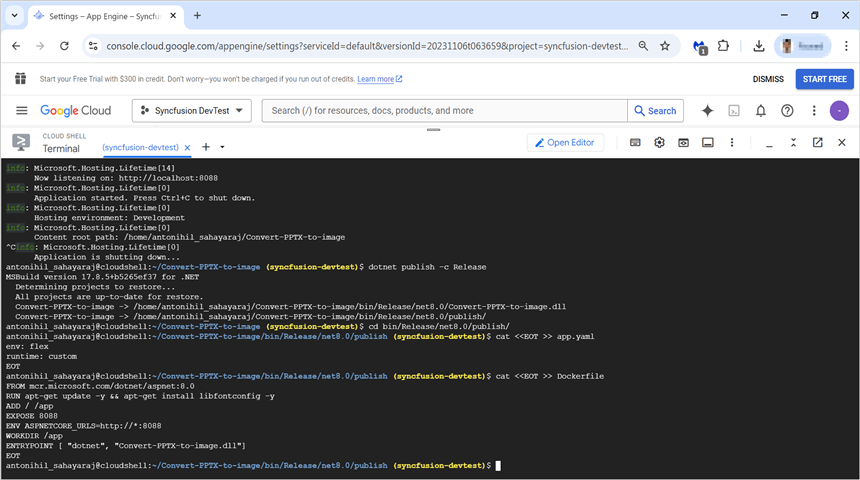 Settings – App Engine – Syncfu
console.cloud.google.com/appengine/settings?serviceId=default&versionId=20231106t063659&project=syncfusion-devtest...
1
Start your Free Trial with $300 in credit. Don't worry—you won't be charged if you run out of credits. Learn more
DISMISS
START FREE
Google Cloud
Syncfusion DevTest
Search (/) for resources, docs, products, and more
Search
CLOUD SHELL
Terminal
(syncfusion-devtest)
Open Editor
info: Microsoft.Hosting.Lifetime[14]
Now listening on: http://localhost:8088
info: Microsoft.Hosting.Lifetime[0]
Application started. Press Ctrl+C to shut down.
info: Microsoft.Hosting.Lifetime[0]
Hosting environment: Development
info: Microsoft.Hosting.Lifetime[0]
Content root path: /home/antonihil_sahayaraj/Convert-PPTX-to-image
^Cinfo: Microsoft.Hosting.Lifetime[0]
Application is shutting down...
antonihil_sahayaraj@cloudshell:~/Convert-PPTX-to-image (syncfusion-devtest)$ dotnet publish -c Release
MSBuild version 17.8.5+b5265ef37 for .NET
Determining projects to restore...
All projects are up-to-date for restore.
Convert-PPTX-to-image -> /home/antonihil_sahayaraj/Convert-PPTX-to-image/bin/Release/net8.0/Convert-PPTX-to-image.dll
Convert-PPTX-to-image -> /home/antonihil_sahayaraj/Convert-PPTX-to-image/bin/Release/net8.0/publish/
antonihil_sahayaraj@cloudshell:~/Convert-PPTX-to-image (syncfusion-devtest)$ cd bin/Release/net8.0/publish/
antonihil_sahayaraj@cloudshell:~/Convert-PPTX-to-image/bin/Release/net8.0/publish (syncfusion-devtest)$ cat <<EOT >> app.yaml
env: flex
runtime: custom
EOT
antonihil_sahayaraj@cloudshell:~/Convert-PPTX-to-image/bin/Release/net8.0/publish (syncfusion-devtest)$ cat <<EOT >> Dockerfile
FROM mcr.microsoft.com/dotnet/aspnet:8.0
RUN apt-get update -y && apt-get install libfontconfig -y
ADD / /app
EXPOSE 8088
ENV ASPNETCORE_URLS=http://*:8088
WORKDIR /app
ENTRYPOINT [ "dotnet", "Convert-PPTX-to-image.dll"]
EOT
antonihil_sahayaraj@cloudshell:~/Convert-PPTX-to-image/bin/Release/net8.0/publish (syncfusion-devtest)$